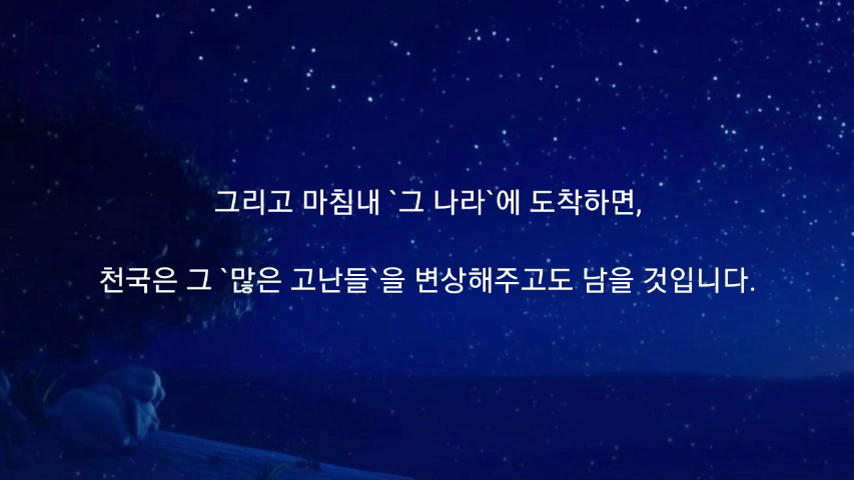 그리고 마침내 `그 나라`에 도착하면,
천국은 그 `많은 고난들`을 변상해주고도 남을 것입니다.